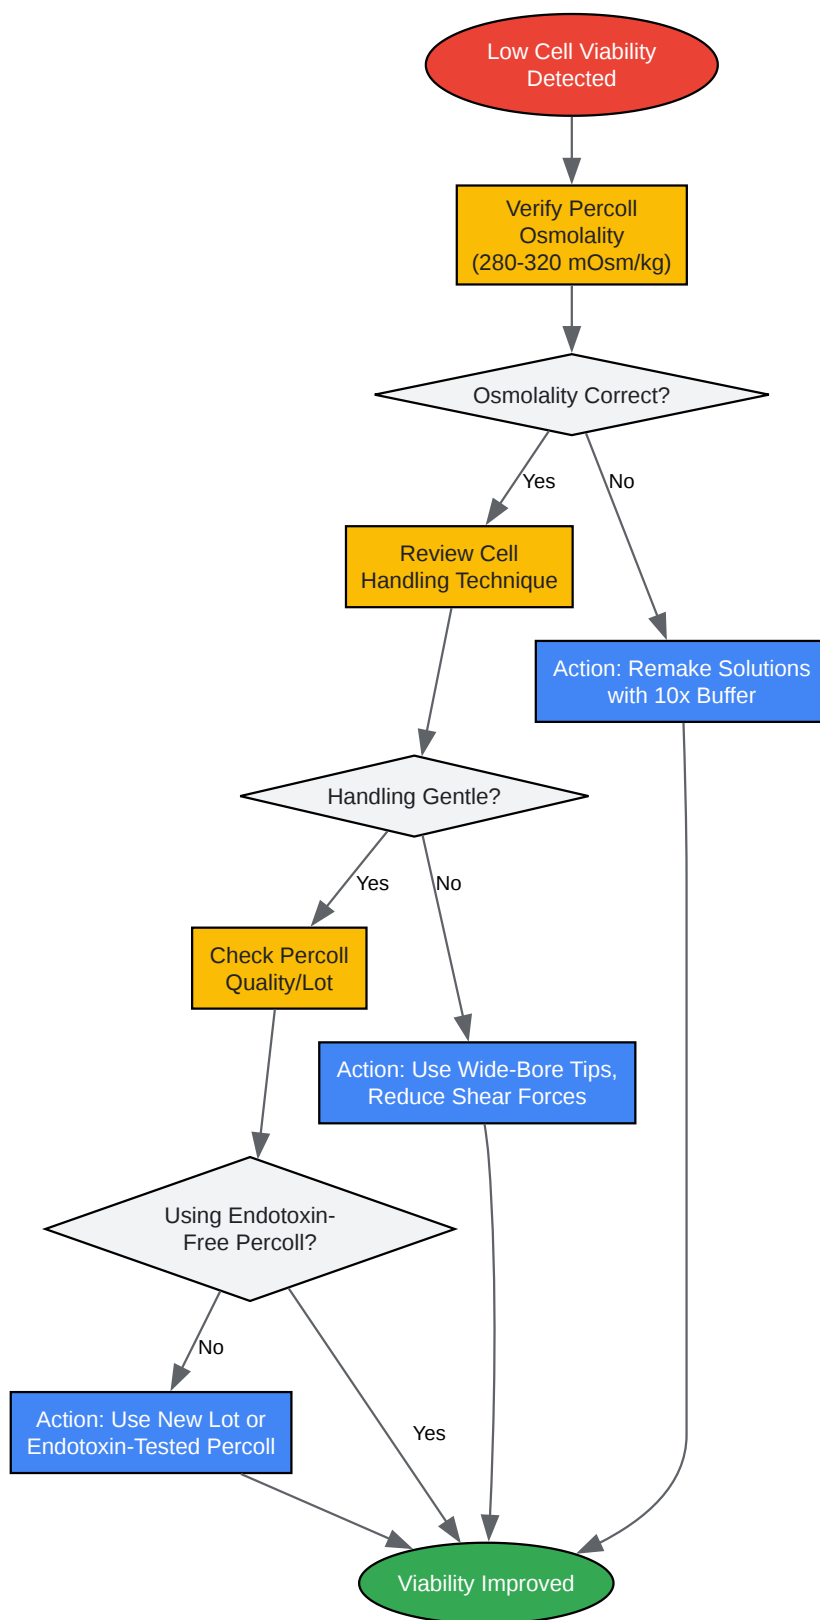 Low Cell Viability
Detected
Verify Percoll
Osmolality
(280-320 mOsm/kg)
Osmolality Correct?
Yes
No
Review Cell
Handling Technique
Action: Remake Solutions
with 10x Buffer
Handling Gentle?
Yes
No
Check Percoll
Quality/Lot
Action: Use Wide-Bore Tips,
Reduce Shear Forces
Using Endotoxin-
Free Percoll?
No
Yes
Action: Use New Lot or
Endotoxin-Tested Percoll
Viability Improved